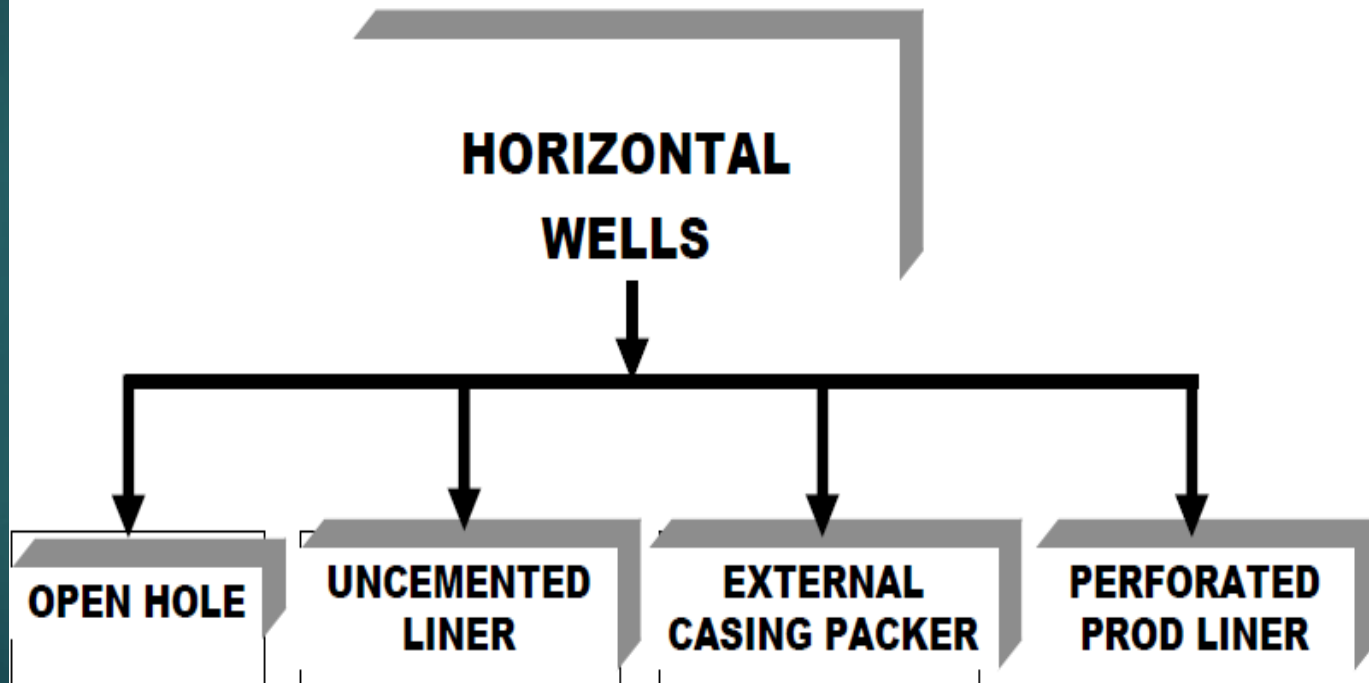 HORIZONTAL
WELLS
OPEN HOLE
UNCEMENTED
LINER
EXTERNAL
CASING PACKER
PERFORATED
PROD LINER